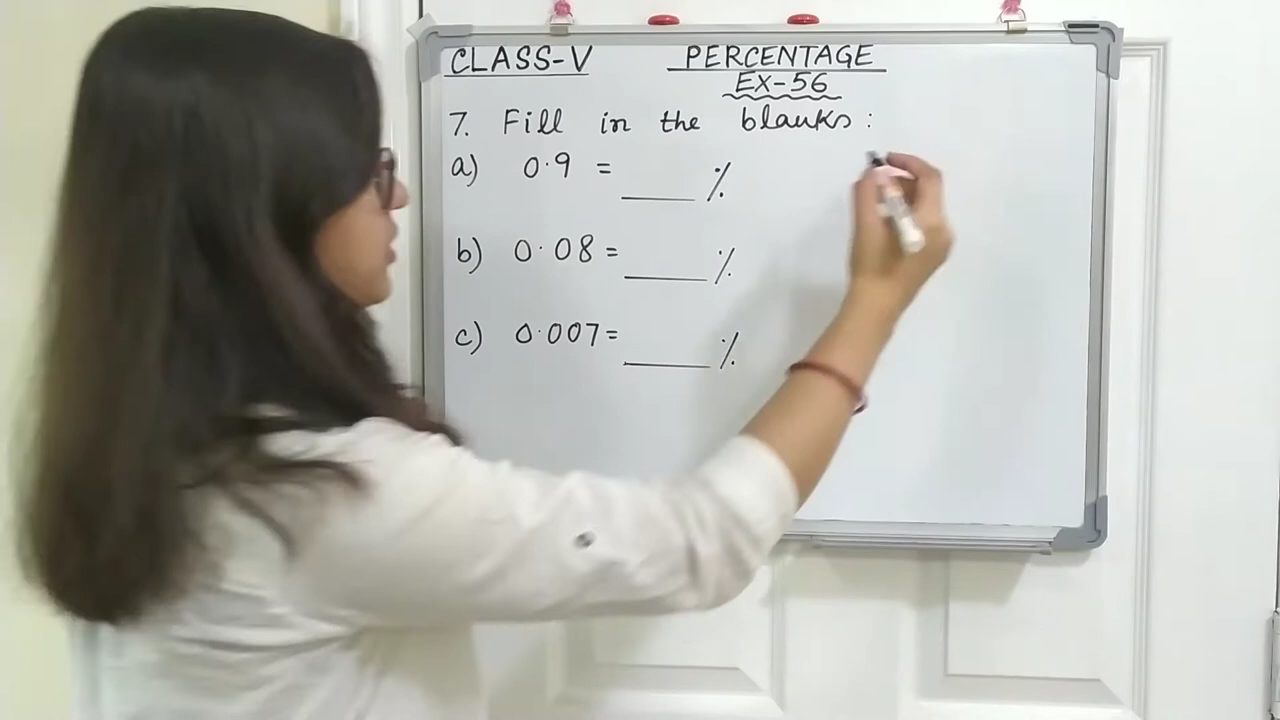 CLASS-V PERCENTAGE
EX-56
7. Fill in the blanks :
a) 0.9 = ____ %
b) 0.08 = ____ %
c) 0.007 = ____ %